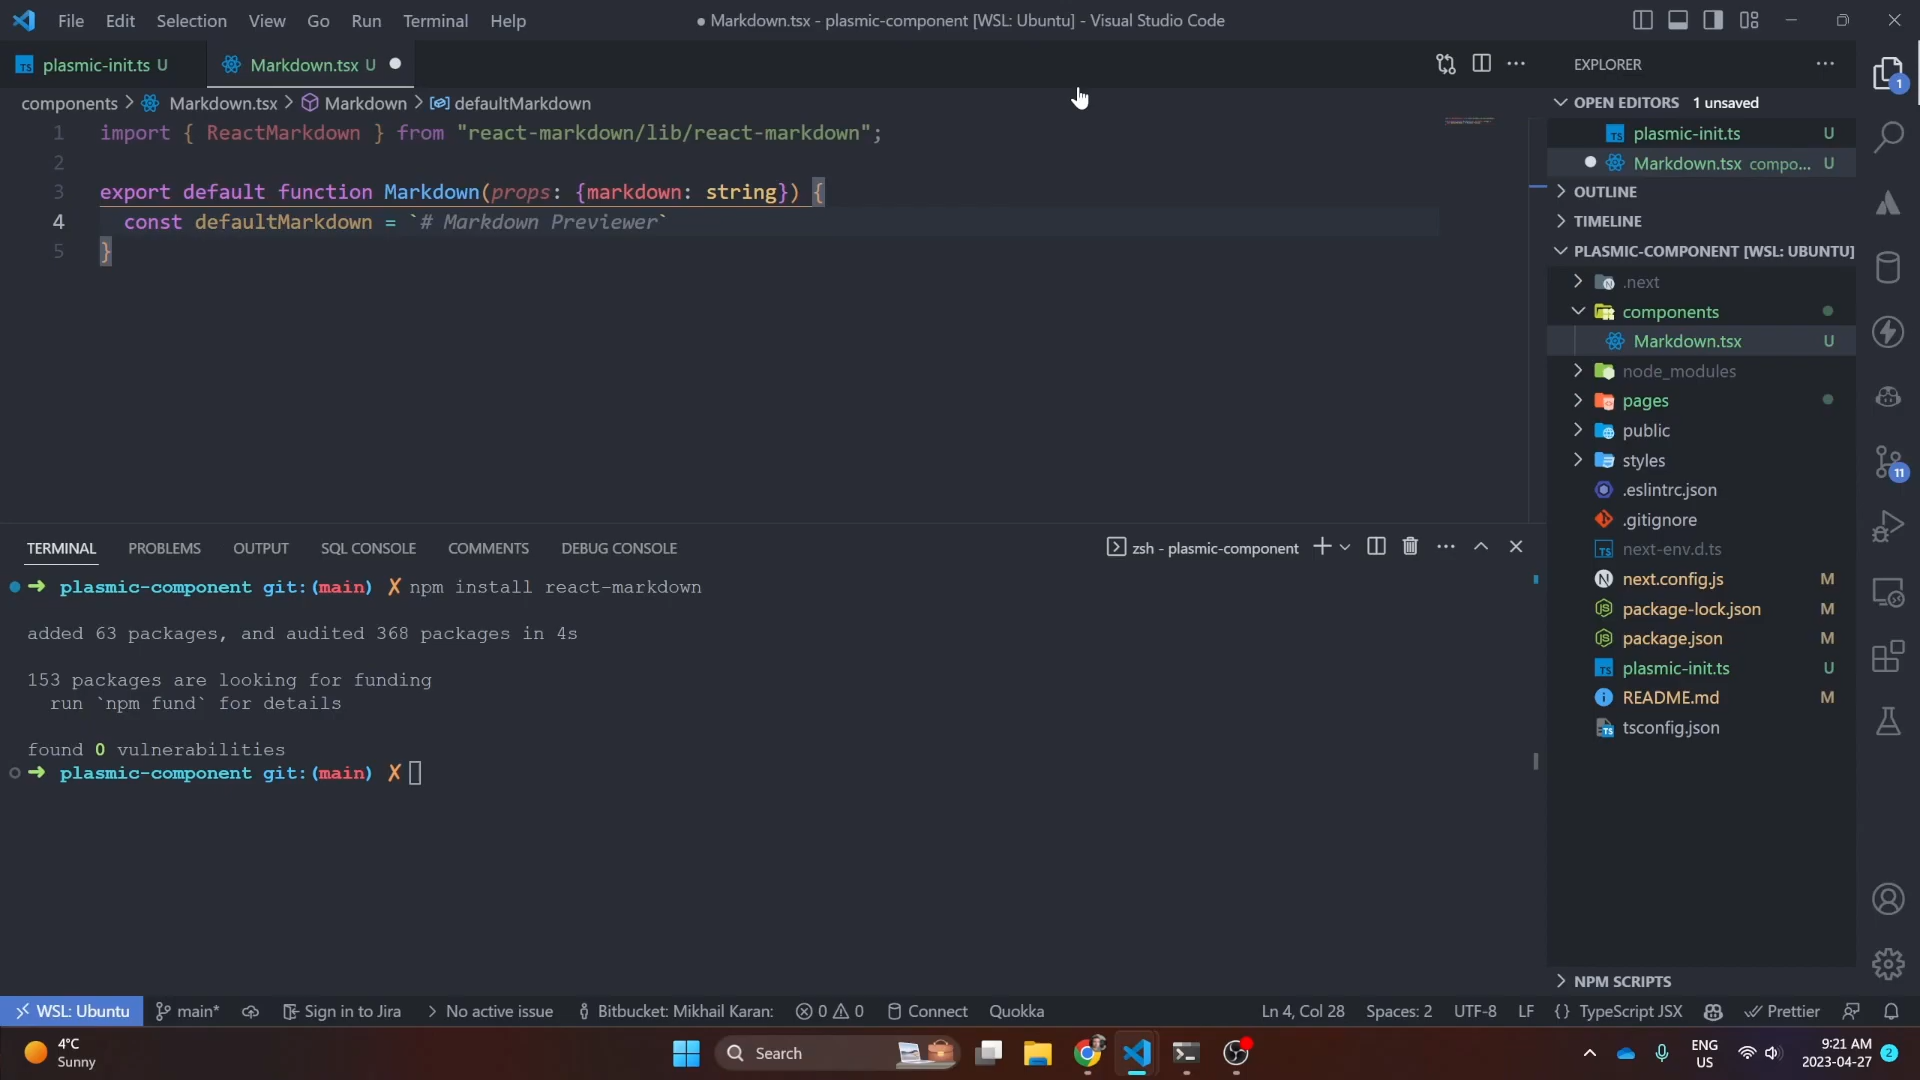 File Edit Selection View Go Run Terminal Help
● Markdown.tsx - plasmic-component [WSL: Ubuntu] - Visual Studio Code
plasmic-init.ts U
Markdown.tsx U
components > Markdown.tsx > Markdown > defaultMarkdown
1 import { ReactMarkdown } from "react-markdown/lib/react-markdown";
2
3 export default function Markdown(props: {markdown: string}) {
4 const defaultMarkdown = `# Markdown Previewer`
5 }
TERMINAL PROBLEMS OUTPUT SQL CONSOLE COMMENTS DEBUG CONSOLE
zsh - plasmic-component
➜ plasmic-component git:(main) ✗ npm install react-markdown
added 63 packages, and audited 368 packages in 4s
153 packages are looking for funding
run `npm fund` for details
found 0 vulnerabilities
➜ plasmic-component git:(main) ✗
EXPLORER
OPEN EDITORS 1 unsaved
plasmic-init.ts U
Markdown.tsx compo... U
OUTLINE
TIMELINE
PLASMIC-COMPONENT [WSL: UBUNTU]
.next
components
Markdown.tsx U
node_modules
pages
public
styles
.eslintrc.json
.gitignore
next-env.d.ts
next.config.js M
package-lock.json M
package.json M
plasmic-init.ts U
README.md M
tsconfig.json
NPM SCRIPTS
1
11
WSL: Ubuntu main* Sign in to Jira No active issue Bitbucket: Mikhail Karan: 0 0 Connect Quokka
Ln 4, Col 28 Spaces: 2 UTF-8 LF {} TypeScript JSX Prettier
4°C
Sunny
Search
ENG
US
9:21 AM
2023-04-27
2